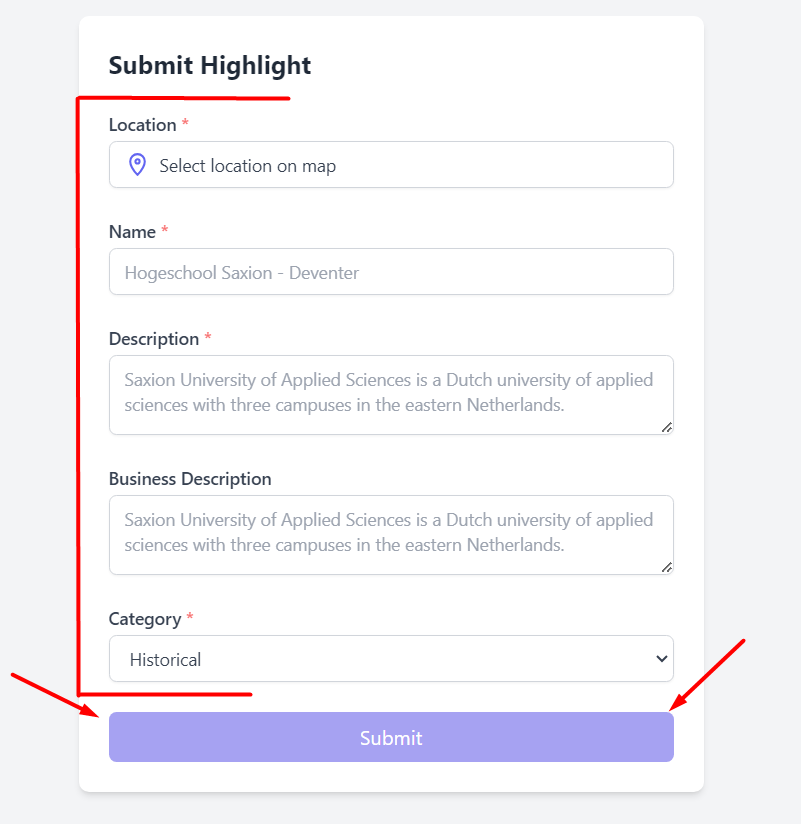 Submit Highlight
Location *
Select location on map
Name *
Hogeschool Saxion - Deventer
Description *
Saxion University of Applied Sciences is a Dutch university of applied
sciences with three campuses in the eastern Netherlands.
Business Description
Saxion University of Applied Sciences is a Dutch university of applied
sciences with three campuses in the eastern Netherlands.
Category *
Historical
Submit